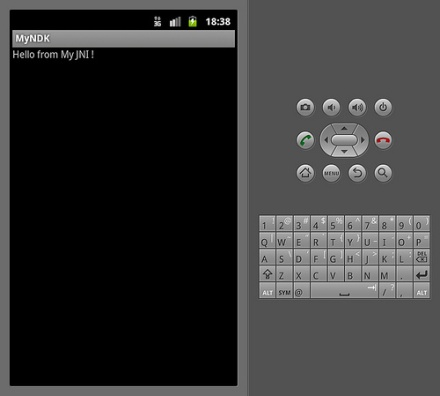 3G 18:38
MyNDK
Hello from My JNI !
MENU
1 2 @ 3 # 4 $ 5 % 6 ^ 7 & 8 * 9 ( 0 )
Q W E R T Y U I O P
A S D F G H J K L DEL
Z X C V B N M .
ALT SYM @ / ? , ALT